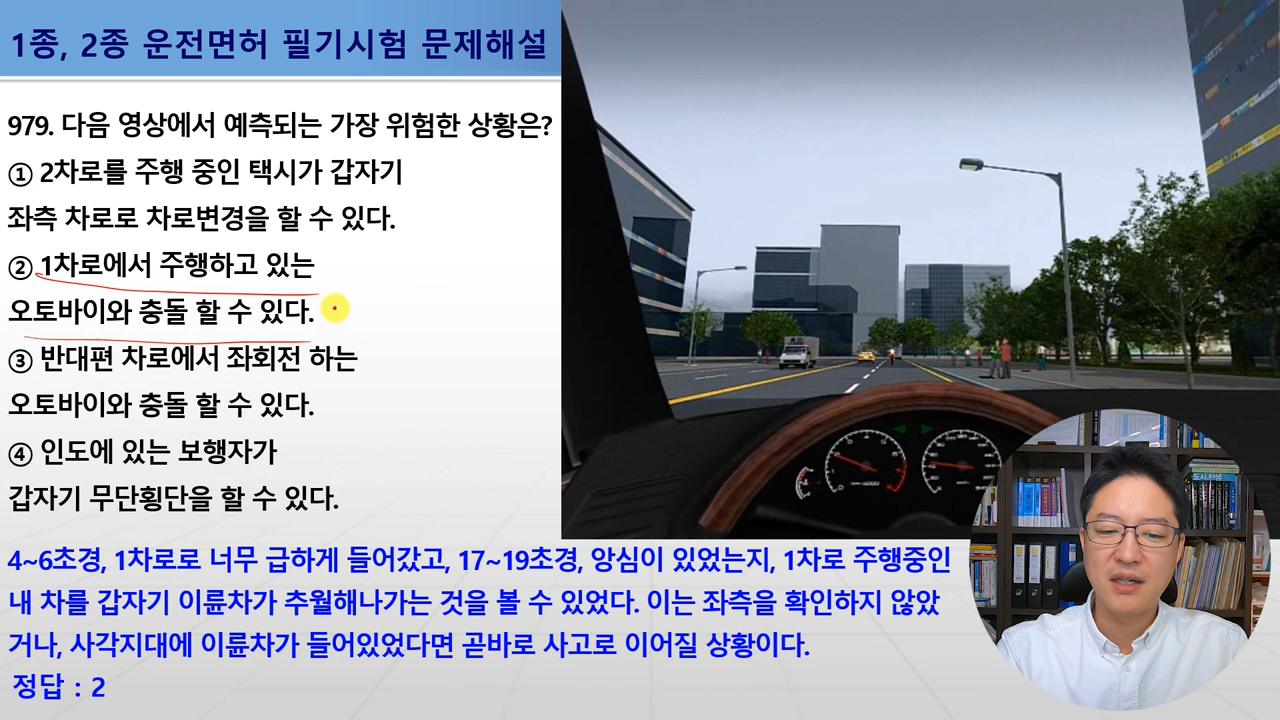 1종, 2종 운전면허 필기시험 문제해설
979. 다음 영상에서 예측되는 가장 위험한 상황은?
① 2차로를 주행 중인 택시가 갑자기
좌측 차로로 차로변경을 할 수 있다.
② 1차로에서 주행하고 있는
오토바이와 충돌 할 수 있다.
③ 반대편 차로에서 좌회전 하는
오토바이와 충돌 할 수 있다.
④ 인도에 있는 보행자가
갑자기 무단횡단을 할 수 있다.
4~6초경, 1차로로 너무 급하게 들어갔고, 17~19초경, 앙심이 있었는지, 1차로 주행중인
내 차를 갑자기 이륜차가 추월해나가는 것을 볼 수 있었다. 이는 좌측을 확인하지 않았
거나, 사각지대에 이륜차가 들어있었다면 곧바로 사고로 이어질 상황이다.
정답 : 2